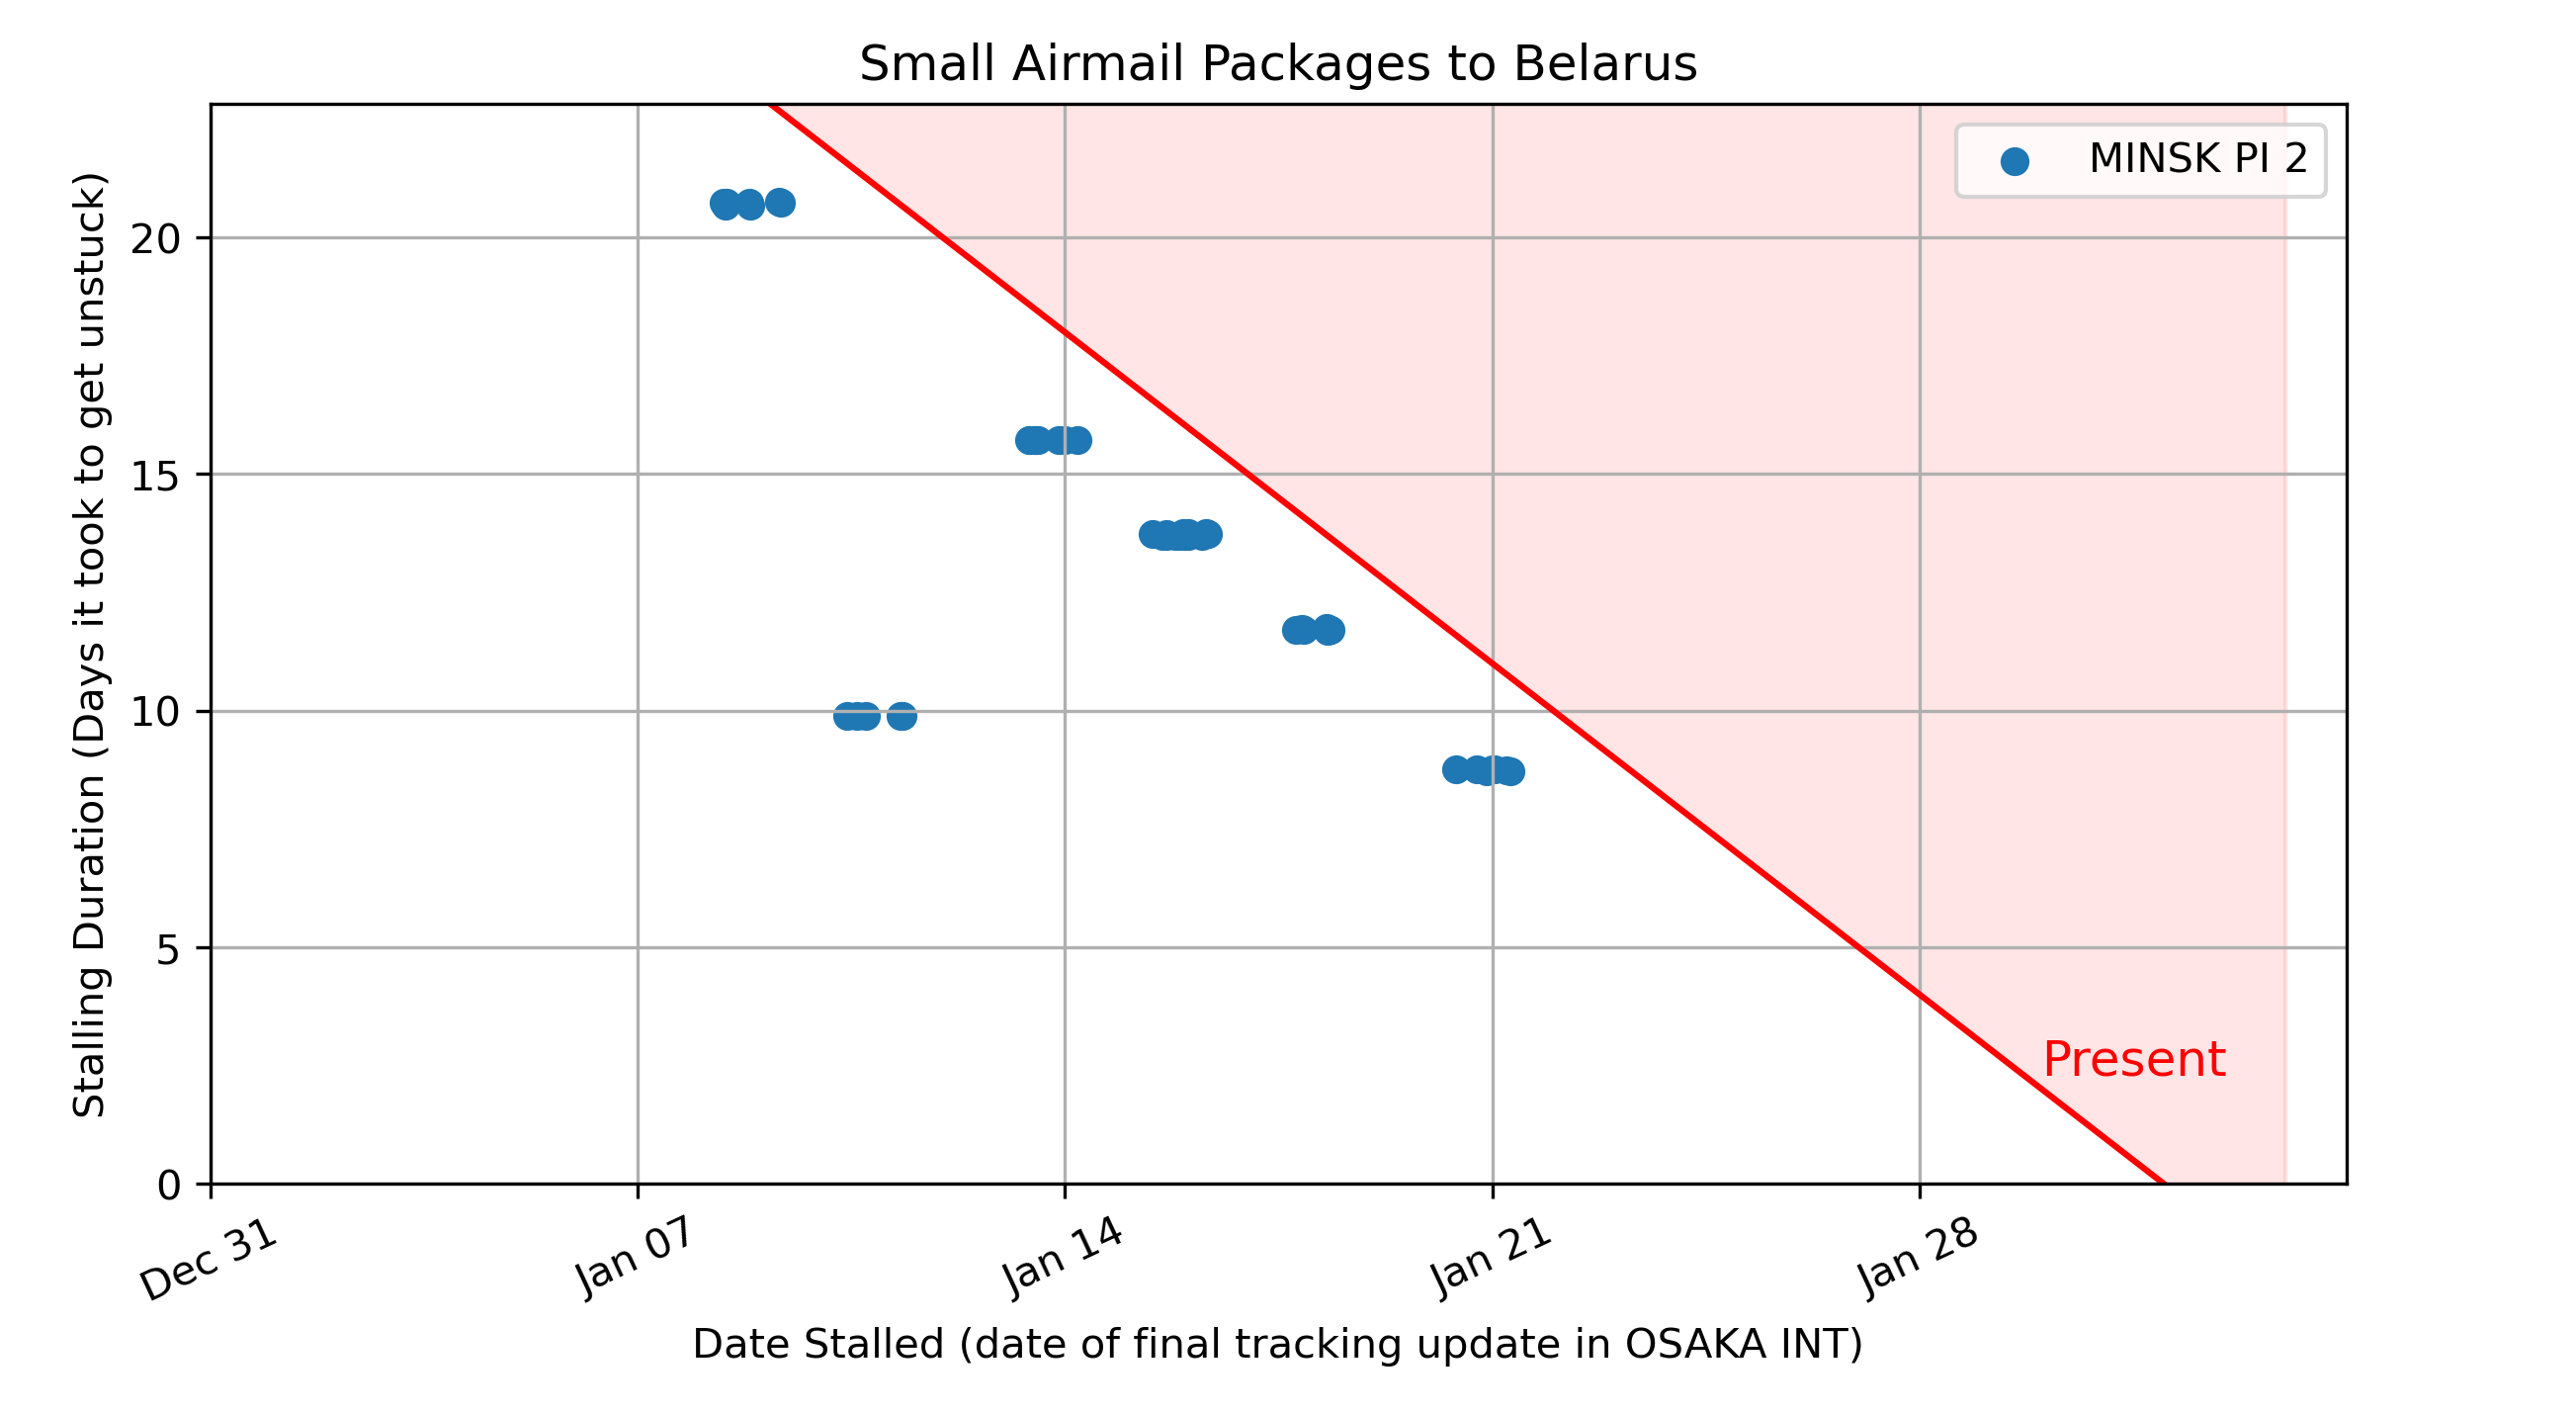 Small Airmail Packages to Belarus
MINSK PI 2
Stalling Duration (Days it took to get unstuck)
20
15
10
5
0
Present
Dec 31
Jan 07
Jan 14
Jan 21
Jan 28
Date Stalled (date of final tracking update in OSAKA INT)